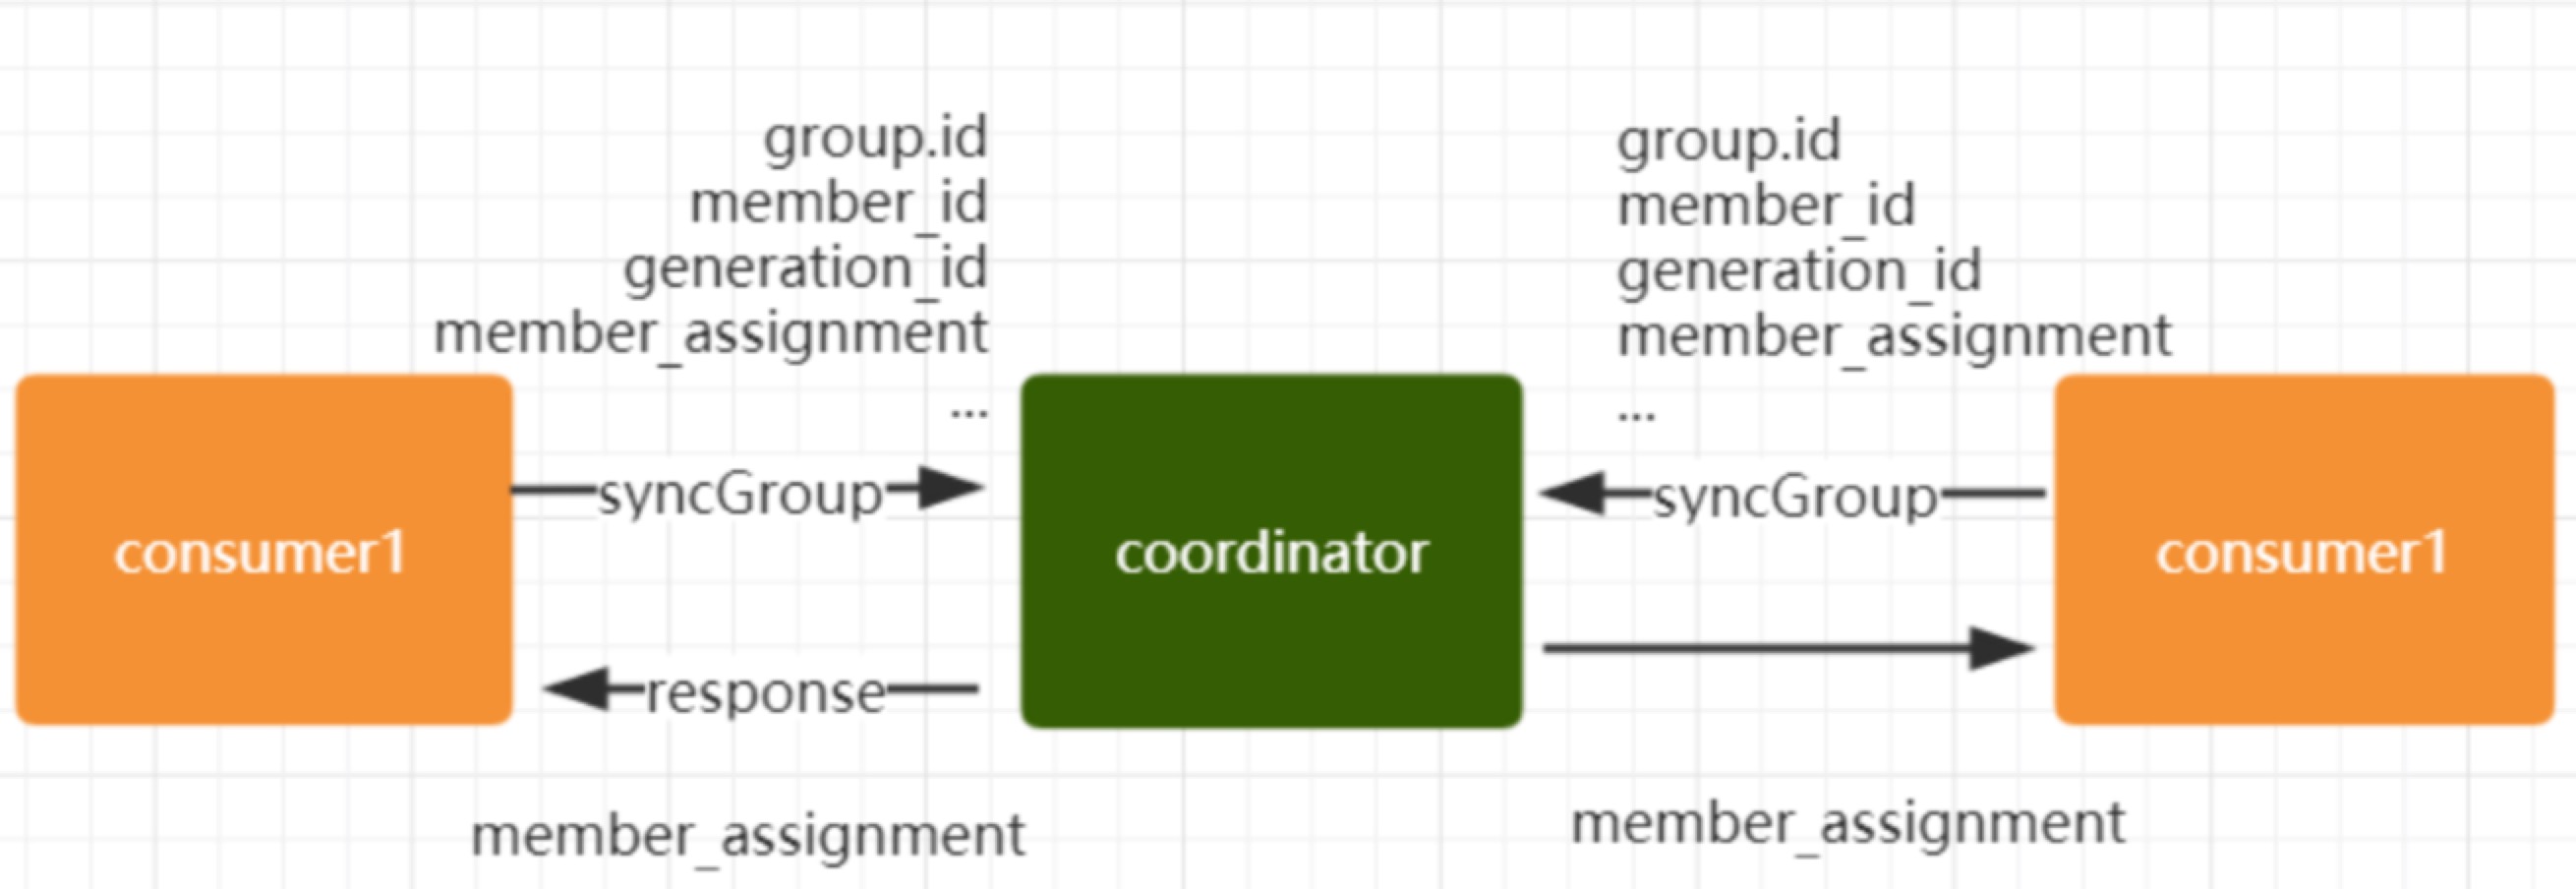 group.id
member_id
generation_id
member_assignment
...
group.id
member_id
generation_id
member_assignment
...
consumer1
syncGroup
response
coordinator
syncGroup
consumer1
member_assignment
member_assignment